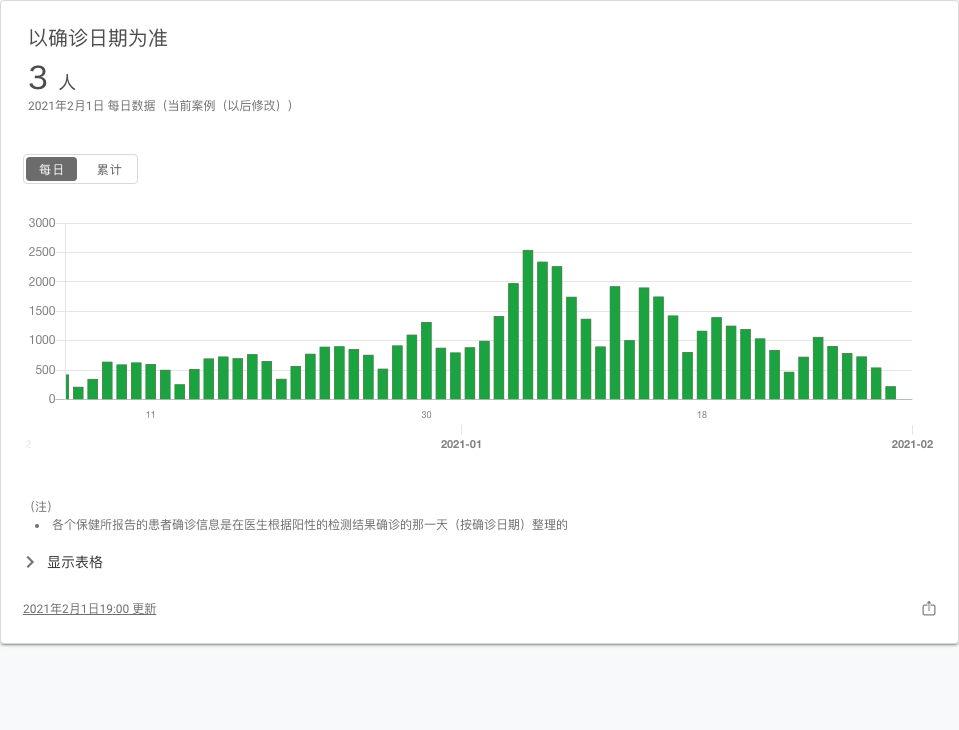 以确诊日期为准
3 人
2021年2月1日 每日数据（当前案例（以后修改））
每日 累计
3000
2500
2000
1500
1000
500
0
11 30 18
2 2021-01 2021-02
（注）
• 各个保健所报告的患者确诊信息是在医生根据阳性的检测结果确诊的那一天（按确诊日期）整理的
显示表格
2021年2月1日19:00 更新